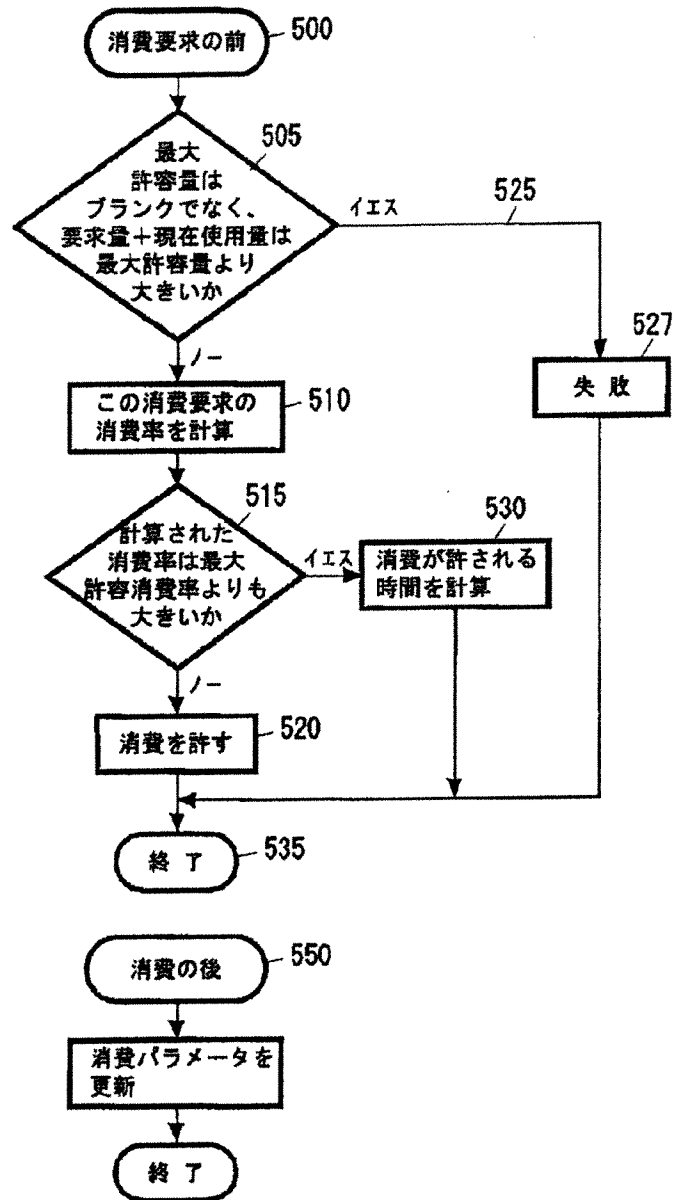 消費要求の前
500
505
最大
許容量は
ブランクでなく、
要求量＋現在使用量は
最大許容量より
大きいか
イエス
525
527
失敗
ノー
この消費要求の
消費率を計算
510
515
計算された
消費率は最大
許容消費率よりも
大きいか
イエス
530
消費が許される
時間を計算
ノー
消費を許す
520
終了
535
消費の後
550
消費パラメータを
更新
終了